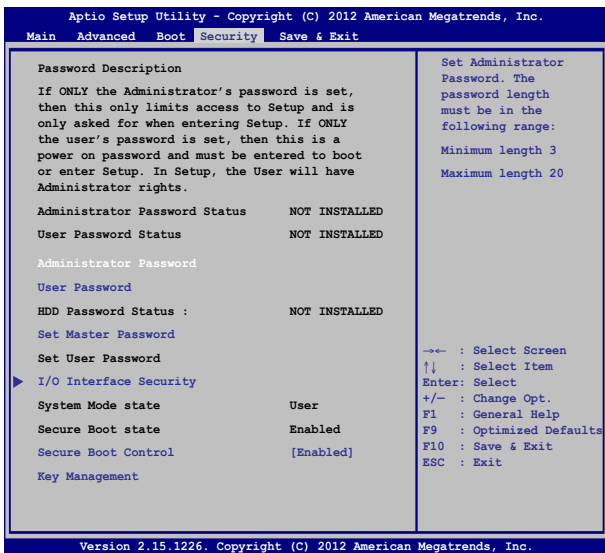 Aptio Setup Utility - Copyright (C) 2012 American Megatrends, Inc.
Main Advanced Boot Security Save & Exit
Password Description
If ONLY the Administrator's password is set,
then this only limits access to Setup and is
only asked for when entering Setup. If ONLY
the user's password is set, then this is a
power on password and must be entered to boot
or enter Setup. In Setup, the User will have
Administrator rights.
Administrator Password Status NOT INSTALLED
User Password Status NOT INSTALLED
Administrator Password
User Password
HDD Password Status : NOT INSTALLED
Set Master Password
Set User Password
I/O Interface Security
System Mode state User
Secure Boot state Enabled
Secure Boot Control [Enabled]
Key Management
Set Administrator
Password. The
password length
must be in the
following range:
Minimum length 3
Maximum length 20
→← : Select Screen
↑↓ : Select Item
Enter: Select
+/— : Change Opt.
F1 : General Help
F9 : Optimized Defaults
F10 : Save & Exit
ESC : Exit
Version 2.15.1226. Copyright (C) 2012 American Megatrends, Inc.